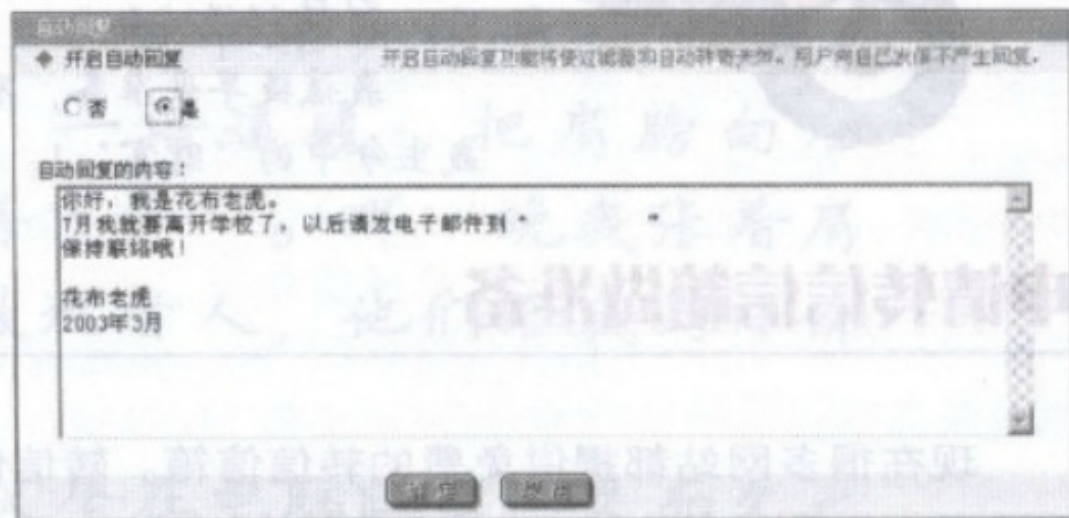 自动回复
开启自动回复 开启自动回复功能将使过滤器和自动转寄失效。用户向自己发信不产生回复。
否 是
自动回复的内容：
你好，我是花布老虎。
7月我就要离开学校了，以后请发电子邮件到“ ”
保持联络哦！
花布老虎
2003年3月